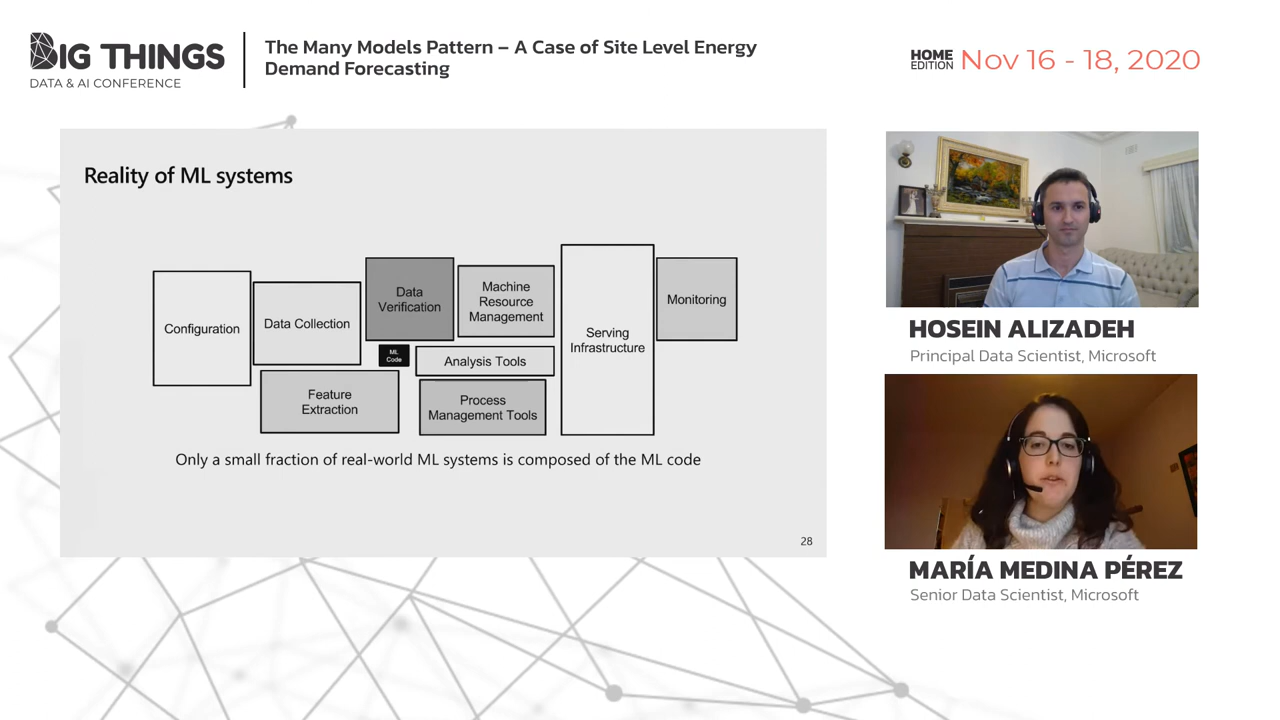 BIG THINGS
DATA & AI CONFERENCE
The Many Models Pattern – A Case of Site Level Energy
Demand Forecasting
HOME
EDITION
Nov 16 - 18, 2020
Reality of ML systems
Configuration
Data Collection
Data
Verification
Machine
Resource
Management
Serving
Infrastructure
Monitoring
ML
Code
Analysis Tools
Feature
Extraction
Process
Management Tools
Only a small fraction of real-world ML systems is composed of the ML code
28
HOSEIN ALIZADEH
Principal Data Scientist, Microsoft
MARÍA MEDINA PÉREZ
Senior Data Scientist, Microsoft